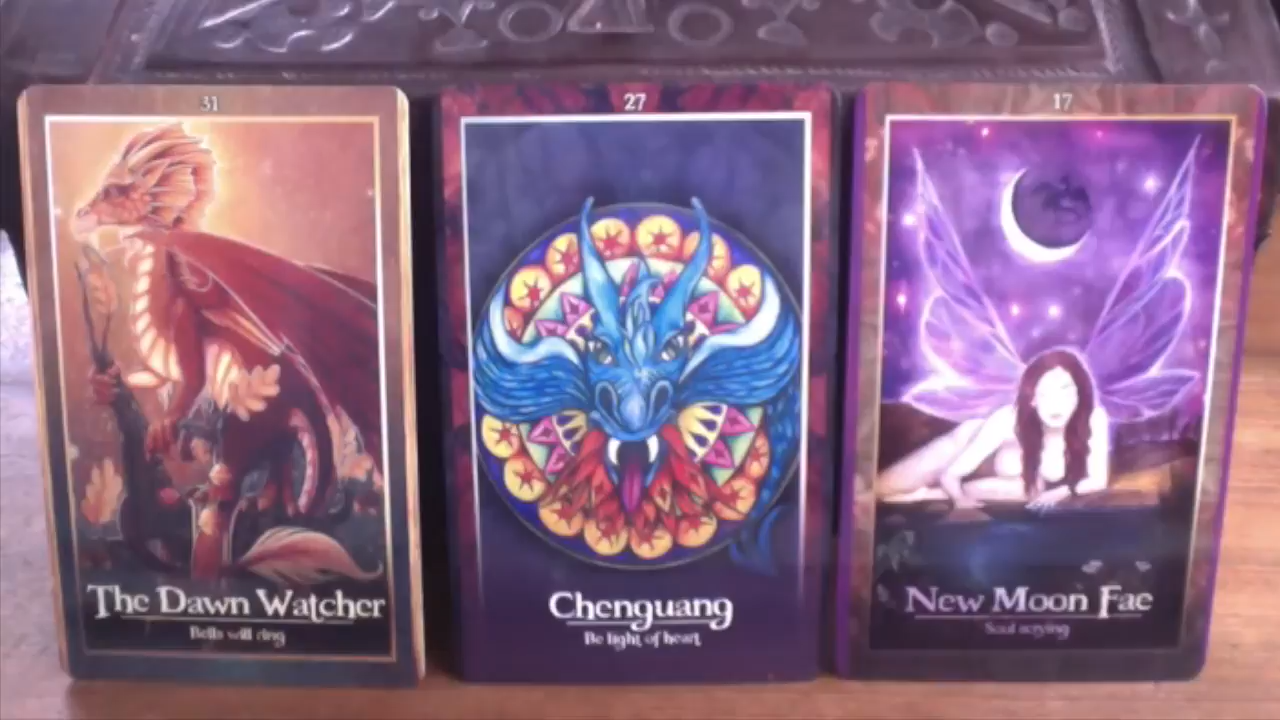 31
The Dawn Watcher
Bells will ring
27
Chenguang
Be light of heart
17
New Moon Fae
Soul scrying